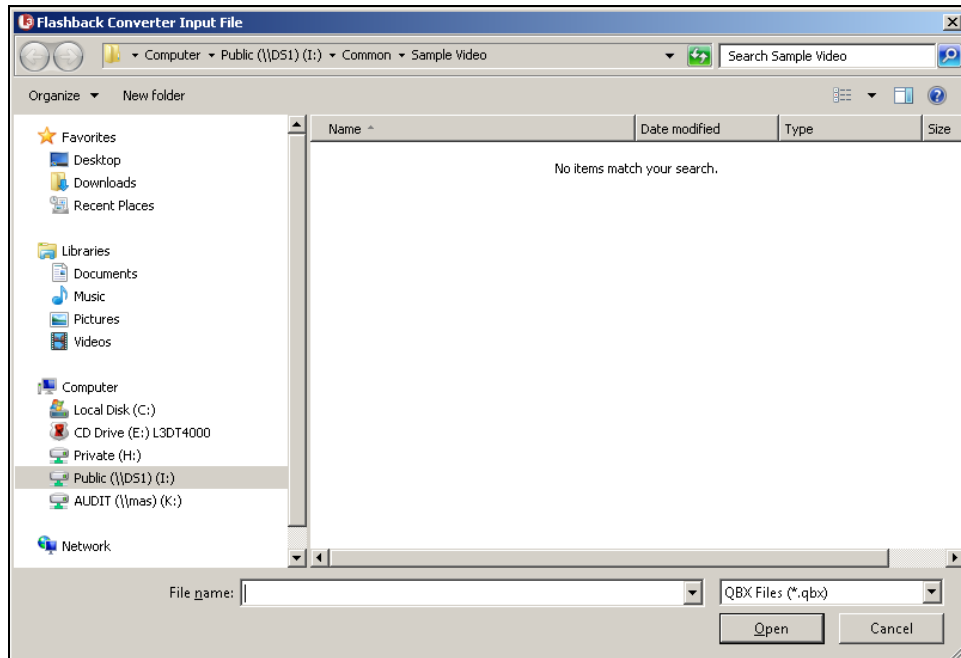 Flashback Converter Input File
Computer Public (\\DS1) (I:) Common Sample Video
Search Sample Video
Organize New folder
Name Date modified Type Size
No items match your search.
Favorites
Desktop
Downloads
Recent Places
Libraries
Documents
Music
Pictures
Videos
Computer
Local Disk (C:)
CD Drive (E:) L3DT4000
Private (H:)
Public (\\DS1) (I:)
AUDIT (\\mas) (K:)
Network
File name: QBX Files (*.qbx)
Open Cancel